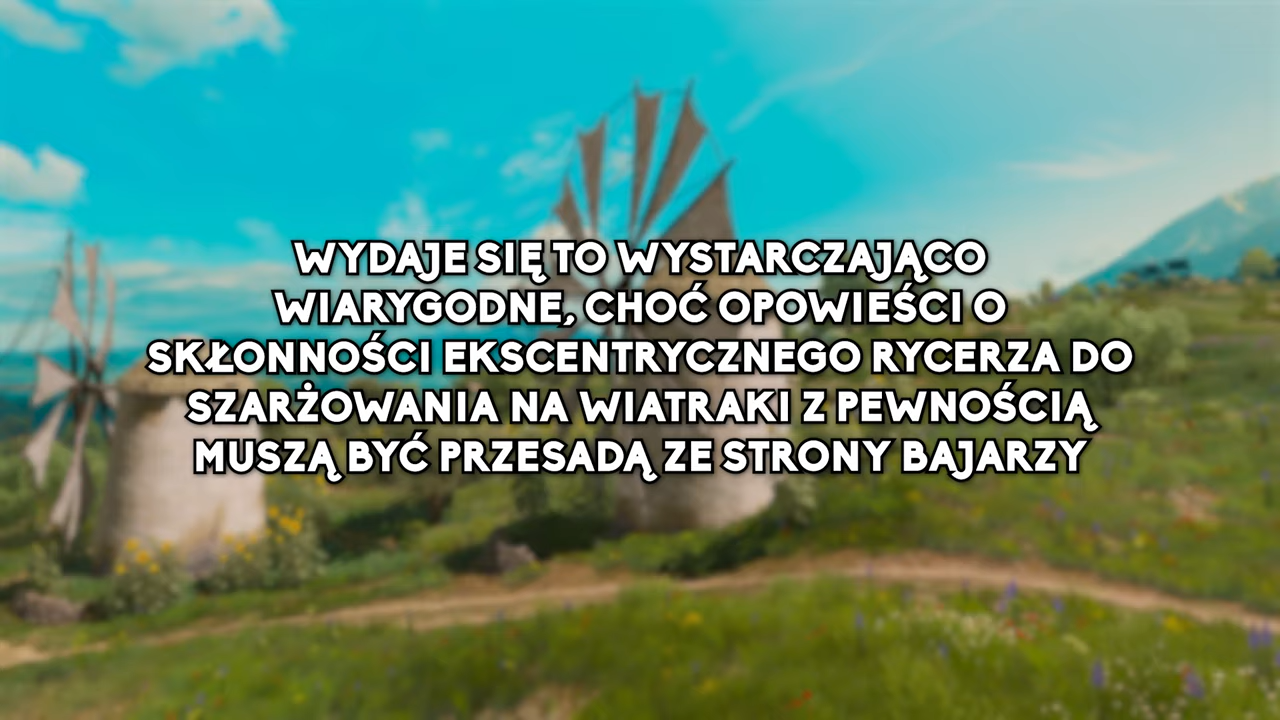 WYDAJE SIĘ TO WYSTARCZAJĄCO
WIARYGODNE, CHOĆ OPOWIEŚCI O
SKŁONNOŚCI EKSCENTRYCZNEGO RYCERZA DO
SZARŻOWANIA NA WIATRAKI Z PEWNOŚCIĄ
MUSZĄ BYĆ PRZESADĄ ZE STRONY BAJARZY